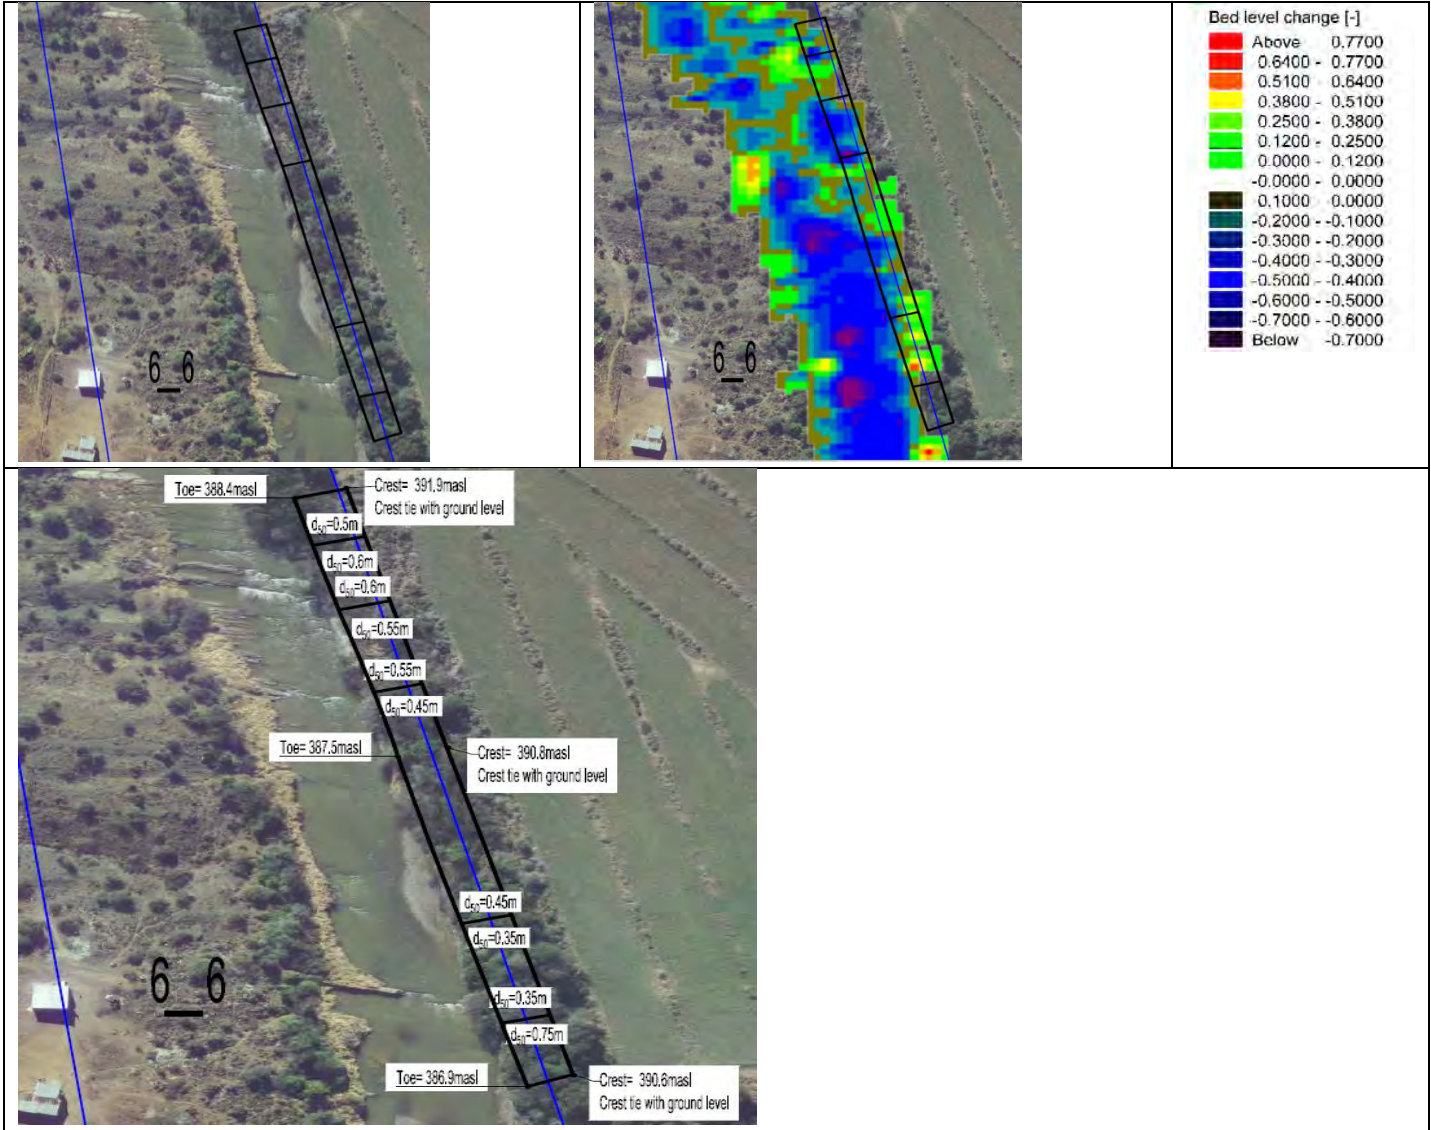 6_6
6_6
Bed level change [-]
Above 0.7700
0.6400 - 0.7700
0.5100 - 0.6400
0.3800 - 0.5100
0.2500 - 0.3800
0.1200 - 0.2500
0.0000 - 0.1200
-0.0000 - 0.0000
0.1000 - 0.0000
-0.2000 - -0.1000
-0.3000 - -0.2000
-0.4000 - -0.3000
-0.5000 - -0.4000
-0.6000 - -0.5000
-0.7000 - -0.6000
Below -0.7000
Toe= 388.4masl
Crest= 391.9masl
Crest tie with ground level
d50=0.5m
d50=0.6m
d50=0.6m
d50=0.55m
d50=0.55m
d50=0.45m
Toe= 387.5masl
Crest= 390.8masl
Crest tie with ground level
d50=0.45m
d50=0.35m
6_6
d50=0.35m
d50=0.75m
Toe= 386.9masl
Crest= 390.6masl
Crest tie with ground level